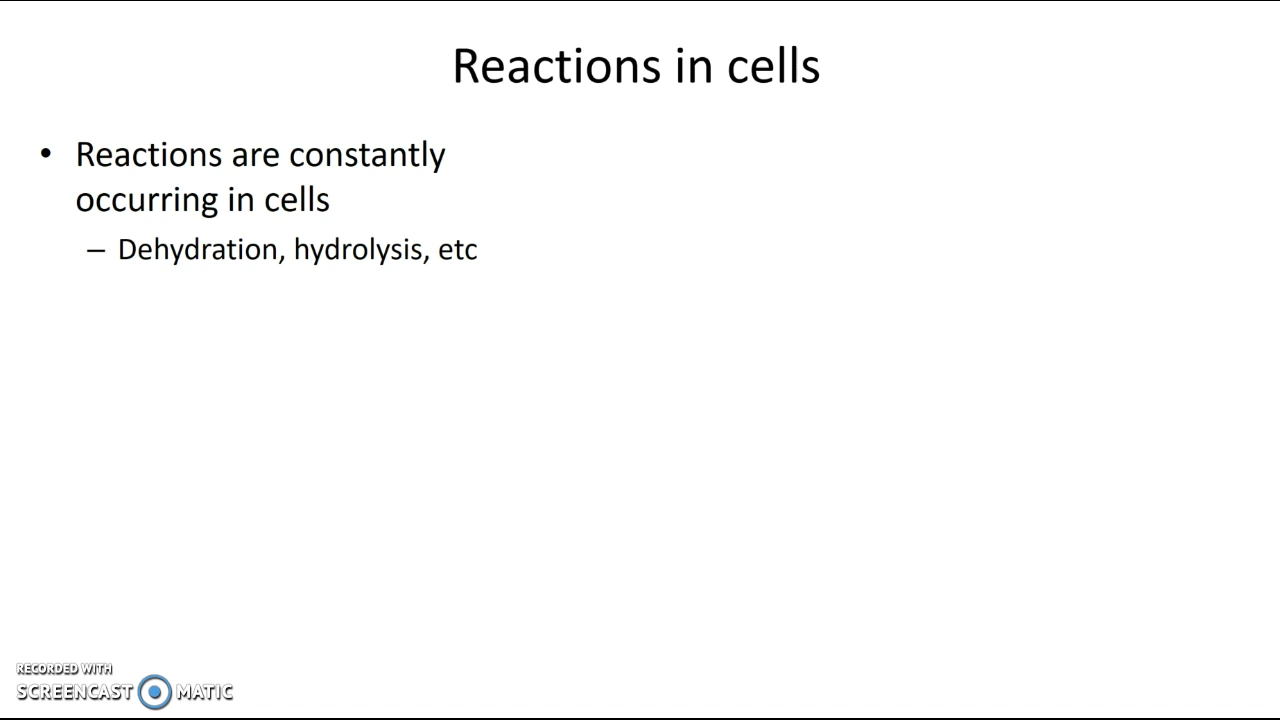 Reactions in cells
• Reactions are constantly
occurring in cells
– Dehydration, hydrolysis, etc
RECORDED WITH
SCREENCAST MATIC